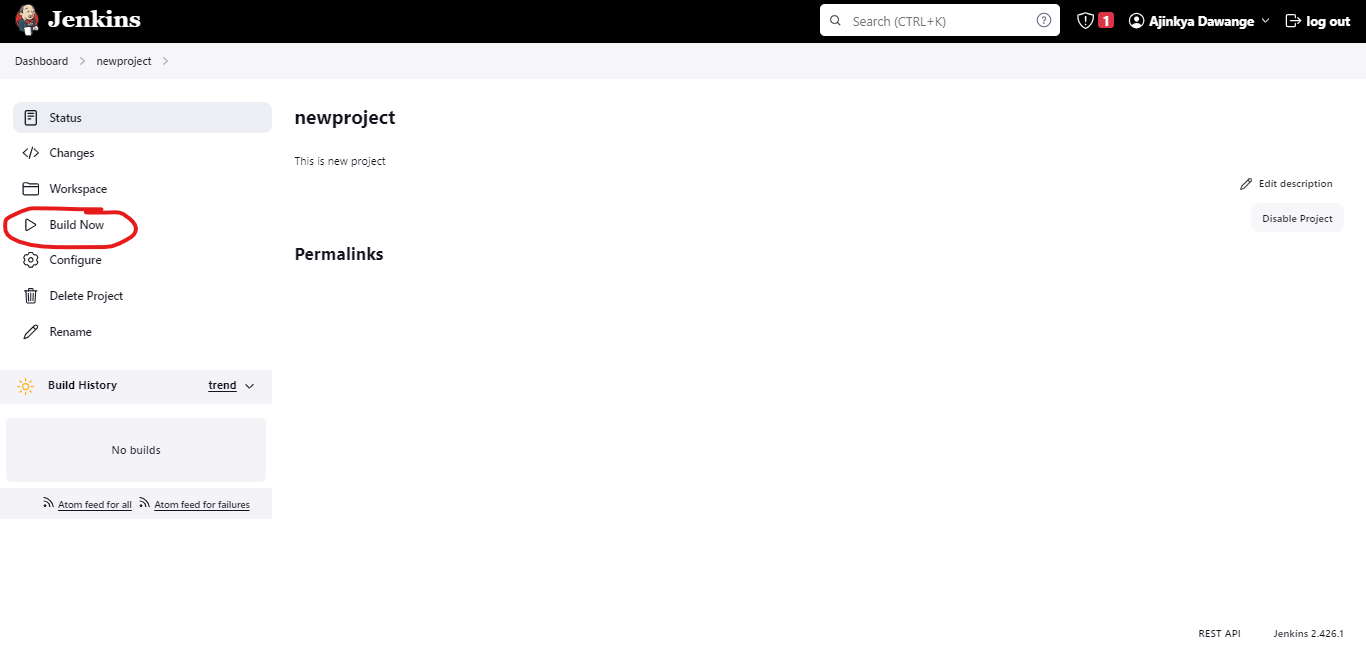 Jenkins
Search (CTRL+K)
1
Ajinkya Dawange
log out
Dashboard
newproject
Status
Changes
Workspace
Build Now
Configure
Delete Project
Rename
Build History
trend
No builds
Atom feed for all
Atom feed for failures
newproject
This is new project
Edit description
Disable Project
Permalinks
REST API
Jenkins 2.426.1